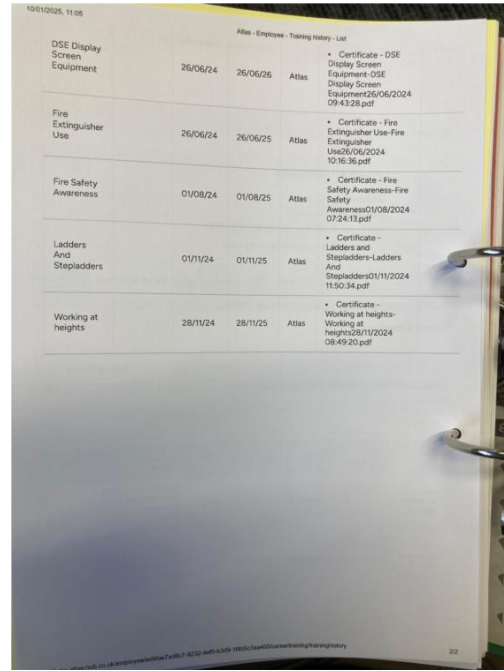 10/01/2025, 11:05
Atlas - Employee - Training history - List
DSE Display
Screen
Equipment
26/06/24
26/06/26
Atlas
• Certificate - DSE
Display Screen
Equipment-DSE
Display Screen
Equipment26/06/2024
09:43:28.pdf
Fire
Extinguisher
Use
26/06/24
26/06/25
Atlas
• Certificate - Fire
Extinguisher Use-Fire
Extinguisher
Use26/06/2024
10:16:36.pdf
Fire Safety
Awareness
01/08/24
01/08/25
Atlas
• Certificate - Fire
Safety Awareness-Fire
Safety
Awareness01/08/2024
07:24:13.pdf
Ladders
And
Stepladders
01/11/24
01/11/25
Atlas
• Certificate -
Ladders and
Stepladders-Ladders
And
Stepladders01/11/2024
11:50:34.pdf
Working at
heights
28/11/24
28/11/25
Atlas
• Certificate -
Working at heights-
Working at
heights28/11/2024
08:49:20.pdf
2/2